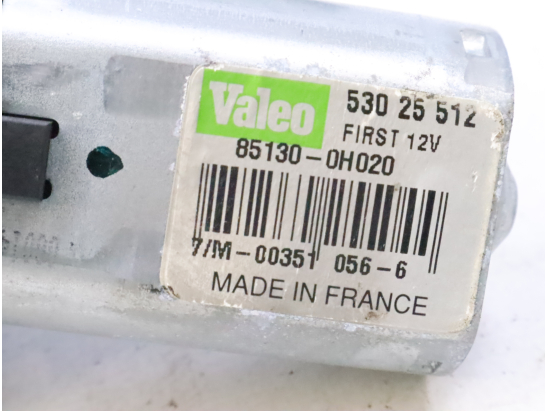 Valeo
530 25 512
FIRST 12V
85130-0H020
7/M-00351 056-6
MADE IN FRANCE